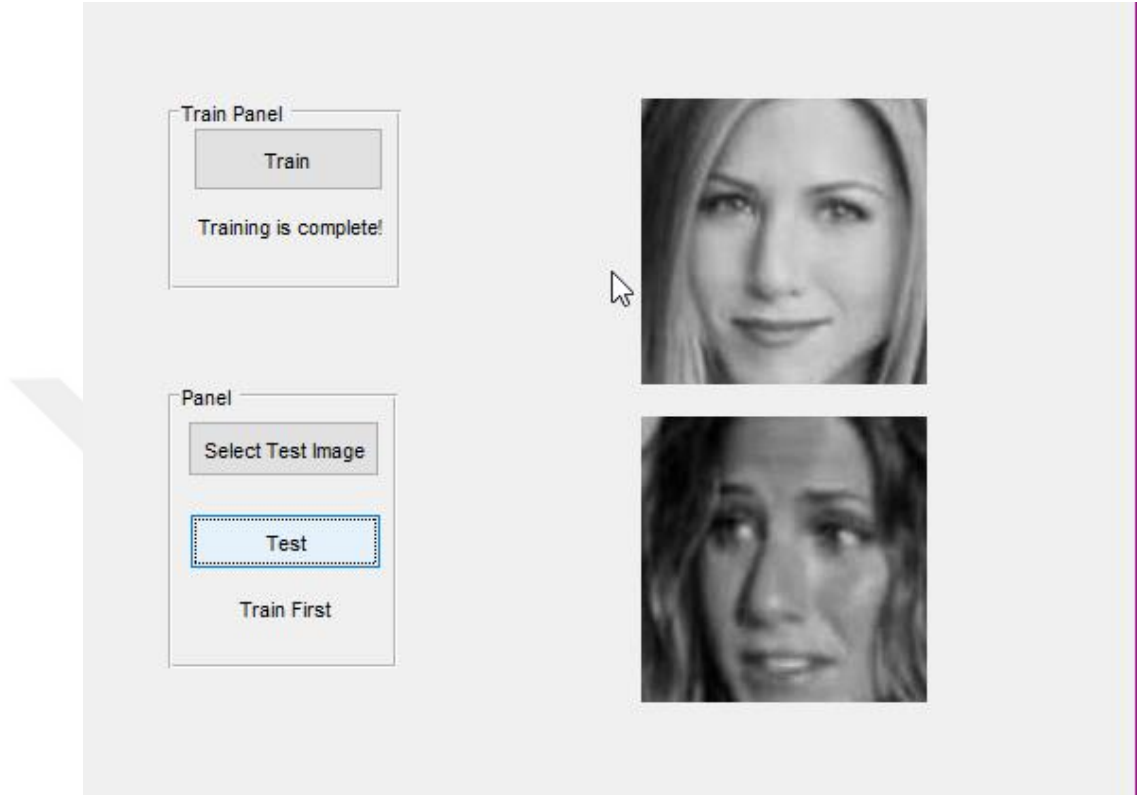 Train Panel
Train
Training is complete!
Panel
Select Test Image
Test
Train First